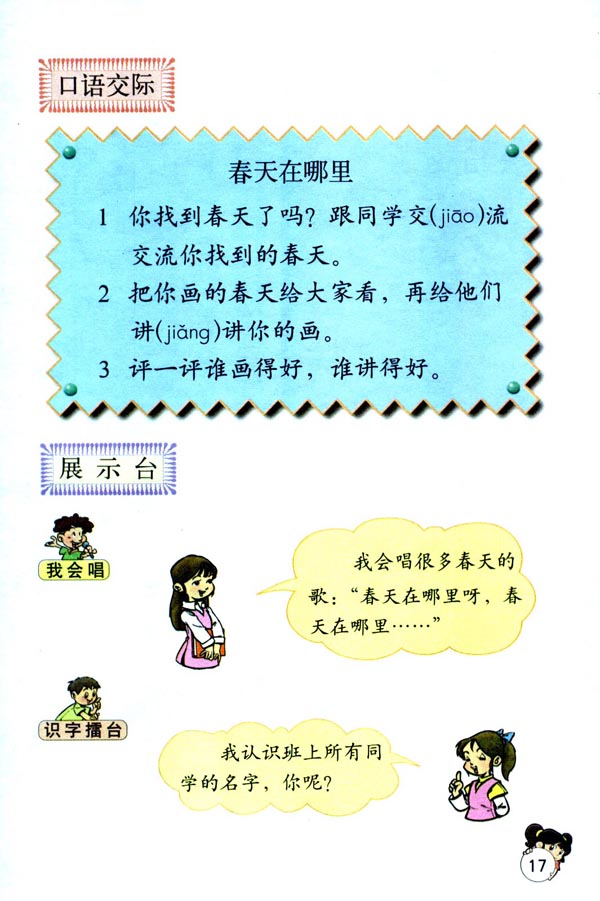 口语交际
春天在哪里
1 你找到春天了吗？跟同学交(jiāo)流
交流你找到的春天。
2 把你画的春天给大家看，再给他们
讲(jiǎng)讲你的画。
3 评一评谁画得好，谁讲得好。
展示台
我会唱
我会唱很多春天的
歌：“春天在哪里呀，春
天在哪里……”
识字擂台
我认识班上所有同
学的名字，你呢？
17